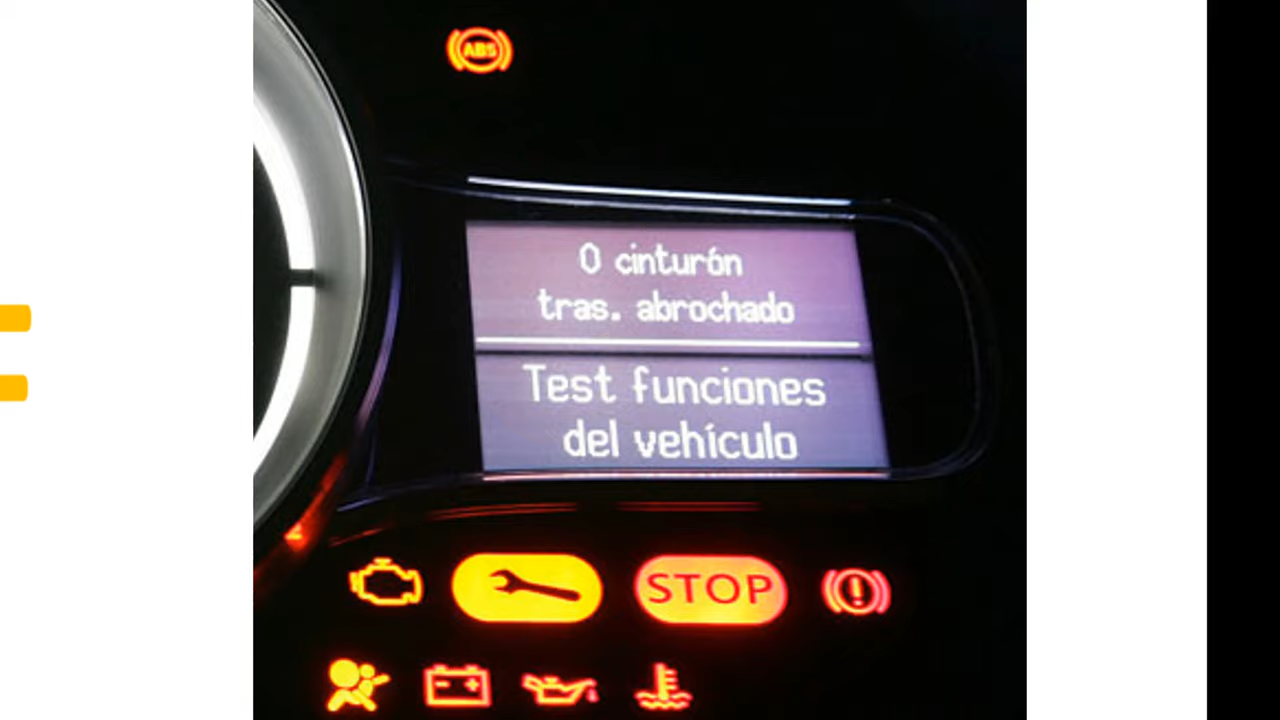 ABS
0 cinturón
tras. abrochado
Test funciones
del vehículo
STOP